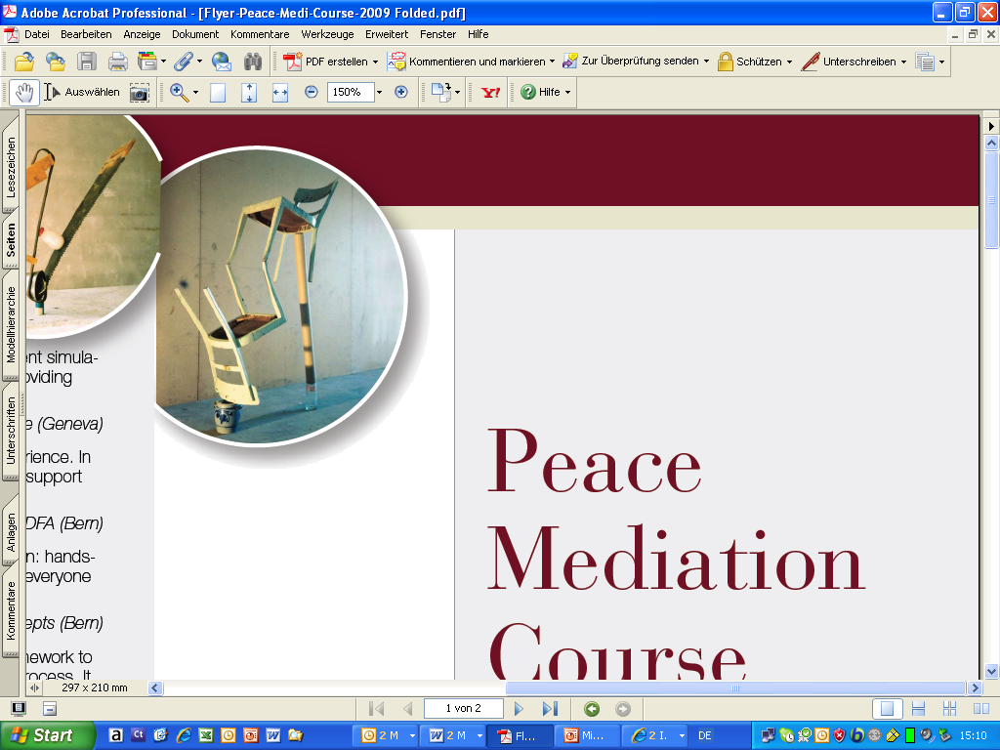 Adobe Acrobat Professional - [Flyer-Peace-Medi-Course-2009 Folded.pdf]
Datei Bearbeiten Anzeige Dokument Kommentare Werkzeuge Erweitert Fenster Hilfe
PDF erstellen Kommentieren und markieren Zur Überprüfung senden Schützen Unterschreiben
Auswählen 150% Y! Hilfe
Lesezeichen
Seiten
Modellhierarchie
Unterschriften
Anlagen
Kommentare
ent simula-
oviding
e (Geneva)
rience. In
support
DFA (Bern)
n: hands-
everyone
epts (Bern)
nework to
rocess. It
Peace
Mediation
Course
297 x 210 mm
1 von 2
Start a Ct 2 M 2 M Fl... Mi... 2 I. DE 15:10